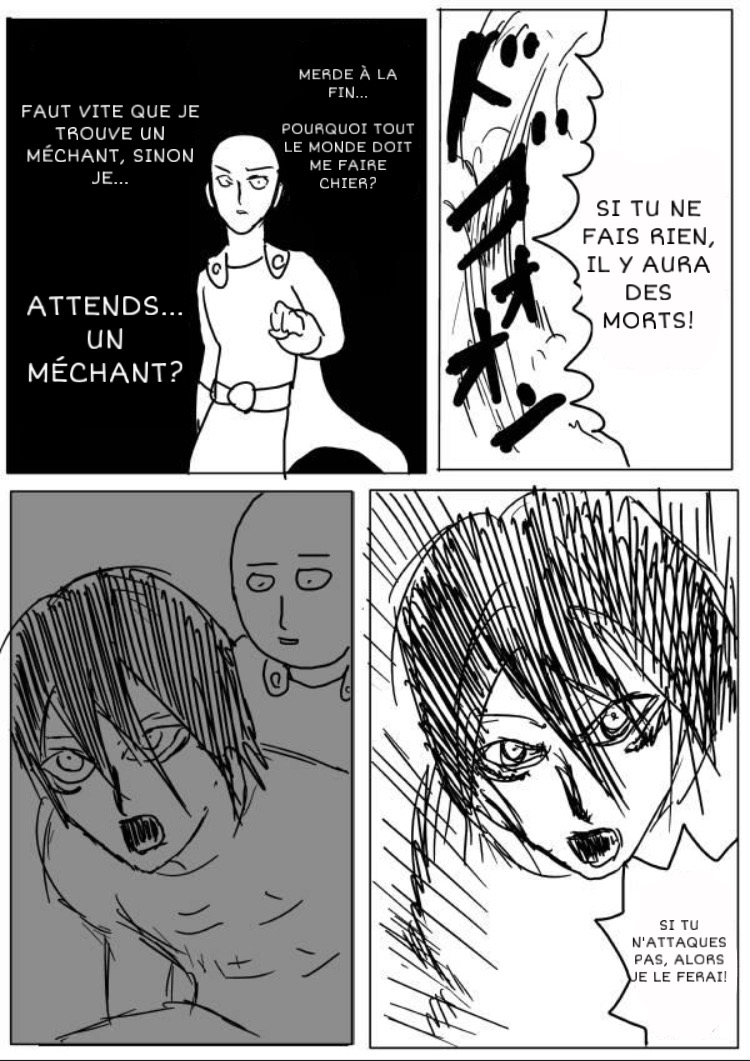 ドグォオン
SI TU NE
FAIS RIEN,
IL Y AURA
DES
MORTS!
MERDE À LA
FIN...
POURQUOI TOUT
LE MONDE DOIT
ME FAIRE
CHIER?
FAUT VITE QUE JE
TROUVE UN
MÉCHANT, SINON
JE...
ATTENDS...
UN
MÉCHANT?
SI TU
N'ATTAQUES
PAS, ALORS
JE LE FERAI!